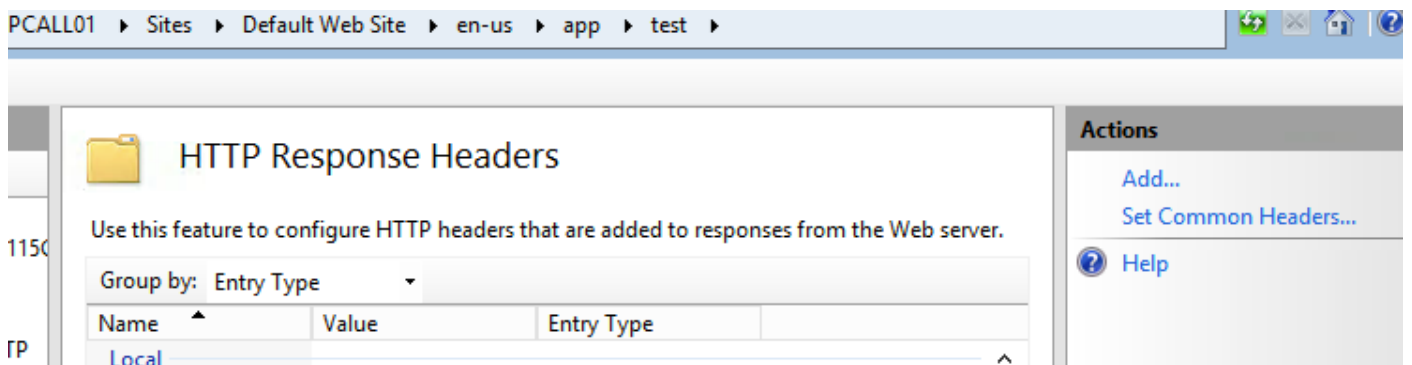 PCALL01 Sites Default Web Site en-us app test
HTTP Response Headers
Use this feature to configure HTTP headers that are added to responses from the Web server.
Group by: Entry Type
Name Value Entry Type
Local
Actions
Add...
Set Common Headers...
Help